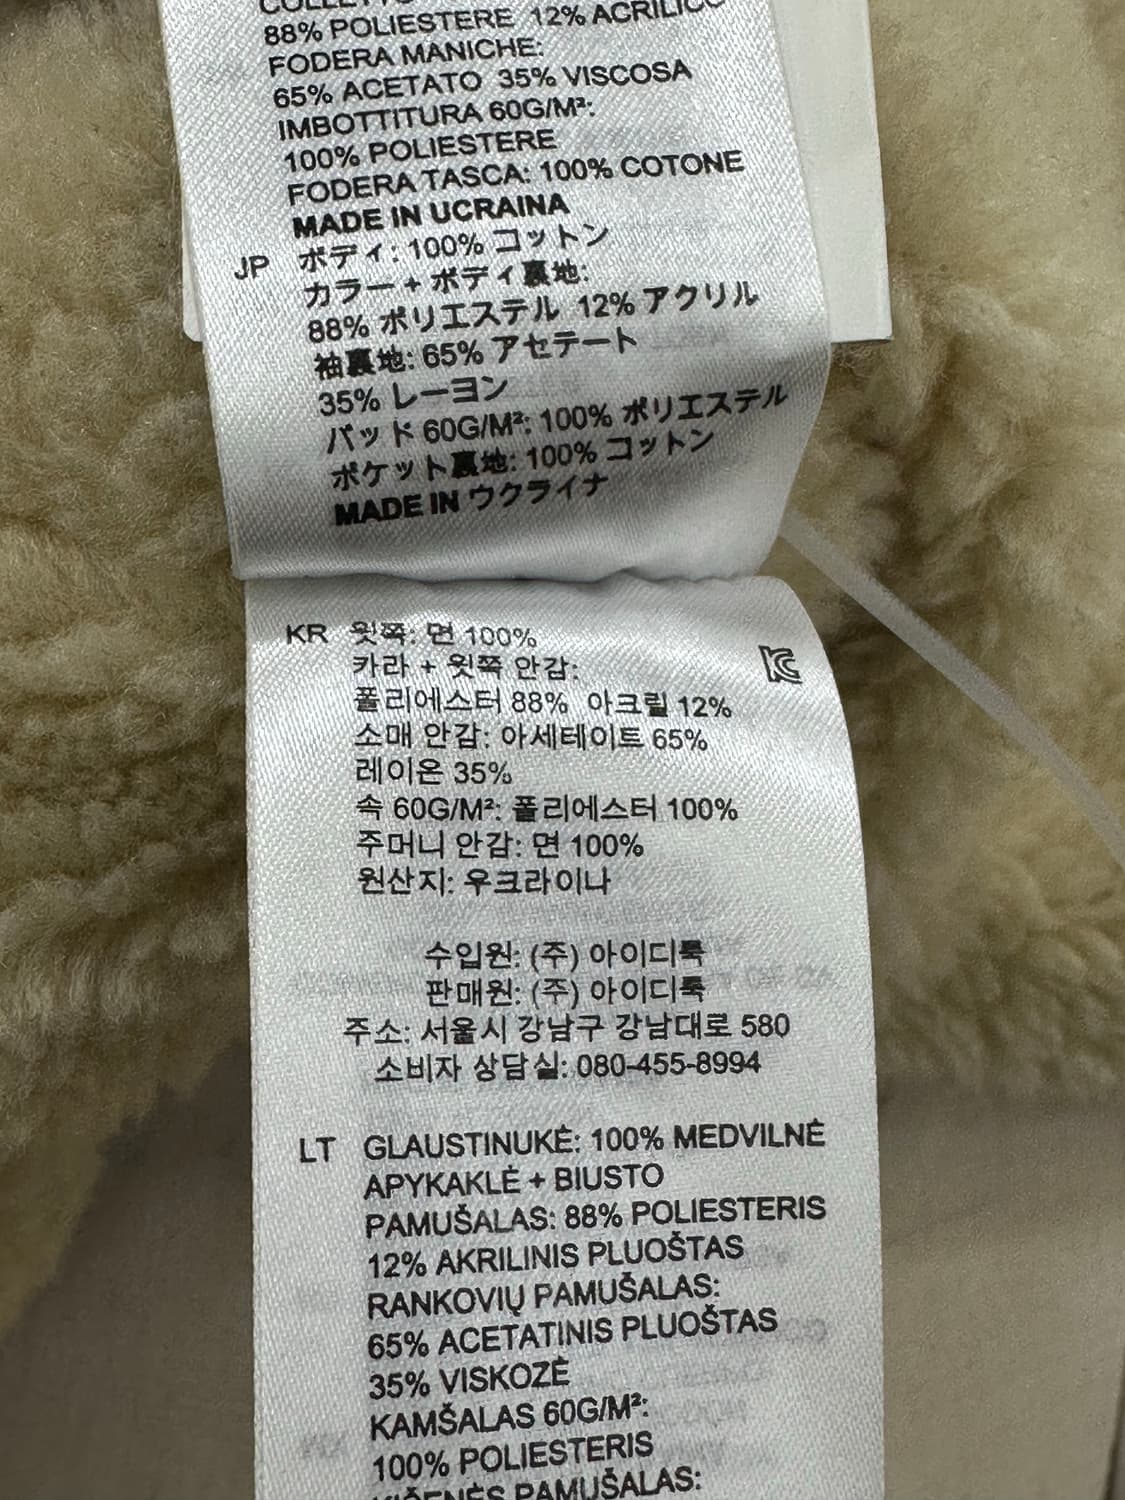 COLLETTO
88% POLIESTERE 12% ACRILICO
FODERA MANICHE:
65% ACETATO 35% VISCOSA
IMBOTTITURA 60G/M²:
100% POLIESTERE
FODERA TASCA: 100% COTONE
MADE IN UCRAINA
JP ボディ: 100% コットン
カラー + ボディ裏地:
88% ポリエステル 12% アクリル
袖裏地: 65% アセテート
35% レーヨン
パッド 60G/M²: 100% ポリエステル
ポケット裏地: 100% コットン
MADE IN ウクライナ
KR 윗쪽: 면 100%
카라 + 윗쪽 안감:
폴리에스터 88% 아크릴 12%
소매 안감: 아세테이트 65%
레이온 35%
속 60G/M²: 폴리에스터 100%
주머니 안감: 면 100%
원산지: 우크라이나
수입원: (주) 아이디룩
판매원: (주) 아이디룩
주소: 서울시 강남구 강남대로 580
소비자 상담실: 080-455-8994
LT GLAUSTINUKĖ: 100% MEDVILNĖ
APYKAKLĖ + BIUSTO
PAMUŠALAS: 88% POLIESTERIS
12% AKRILINIS PLUOŠTAS
RANKOVIŲ PAMUŠALAS:
65% ACETATINIS PLUOŠTAS
35% VISKOZĖ
KAMŠALAS 60G/M²:
100% POLIESTERIS
KIŠENĖS PAMUŠALAS: